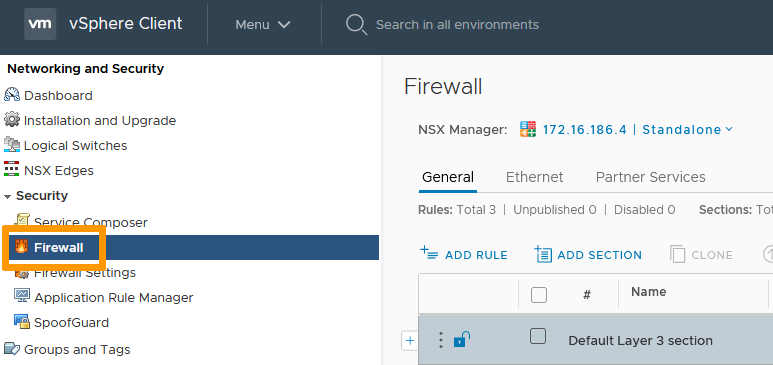 vm vSphere Client Menu Search in all environments
Networking and Security
Dashboard
Installation and Upgrade
Logical Switches
NSX Edges
Security
Service Composer
Firewall
Firewall Settings
Application Rule Manager
SpoofGuard
Groups and Tags
Firewall
NSX Manager: 172.16.186.4 | Standalone
General Ethernet Partner Services
Rules: Total 3 | Unpublished 0 | Disabled 0 Sections: Tot
ADD RULE ADD SECTION CLONE
# Name
Default Layer 3 section